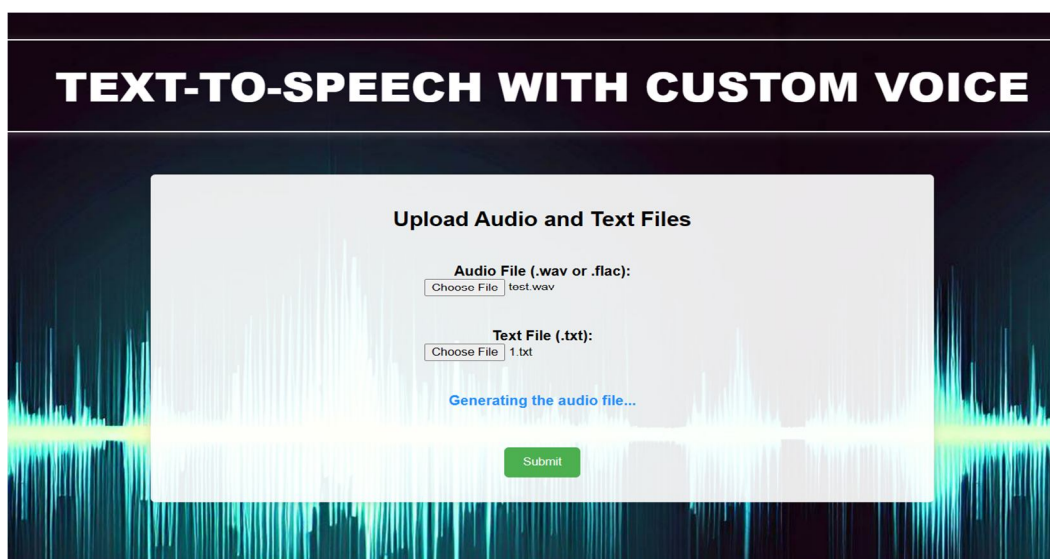 TEXT-TO-SPEECH WITH CUSTOM VOICE
Upload Audio and Text Files
Audio File (.wav or .flac):
Choose File test.wav
Text File (.txt):
Choose File 1.txt
Generating the audio file...
Submit